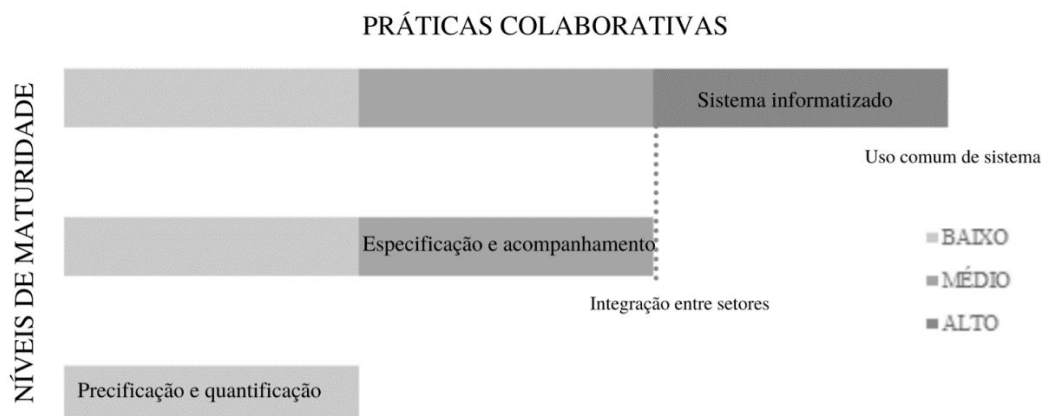 PRÁTICAS COLABORATIVAS
NÍVEIS DE MATURIDADE
Sistema informatizado
Uso comum de sistema
Especificação e acompanhamento
Integração entre setores
BAIXO
MÉDIO
ALTO
Precificação e quantificação